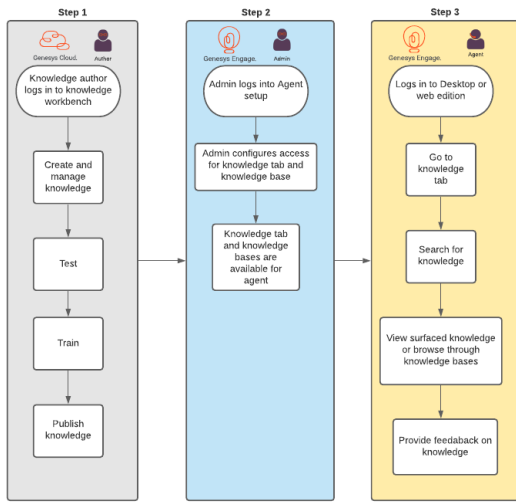 Step 1
Genesys Cloud.
Author
Knowledge author
logs in to knowledge
workbench
Create and
manage
knowledge
Test
Train
Publish
knowledge
Step 2
Genesys Engage.
Admin
Admin logs into Agent
setup
Admin configures access
for knowledge tab and
knowledge base
Knowledge tab
and knowledge
bases are
available for
agent
Step 3
Genesys Engage.
Agent
Logs in to Desktop or
web edition
Go to
knowledge
tab
Search for
knowledge
View surfaced knowledge
or browse through
knowledge bases
Provide feedaback on
knowledge